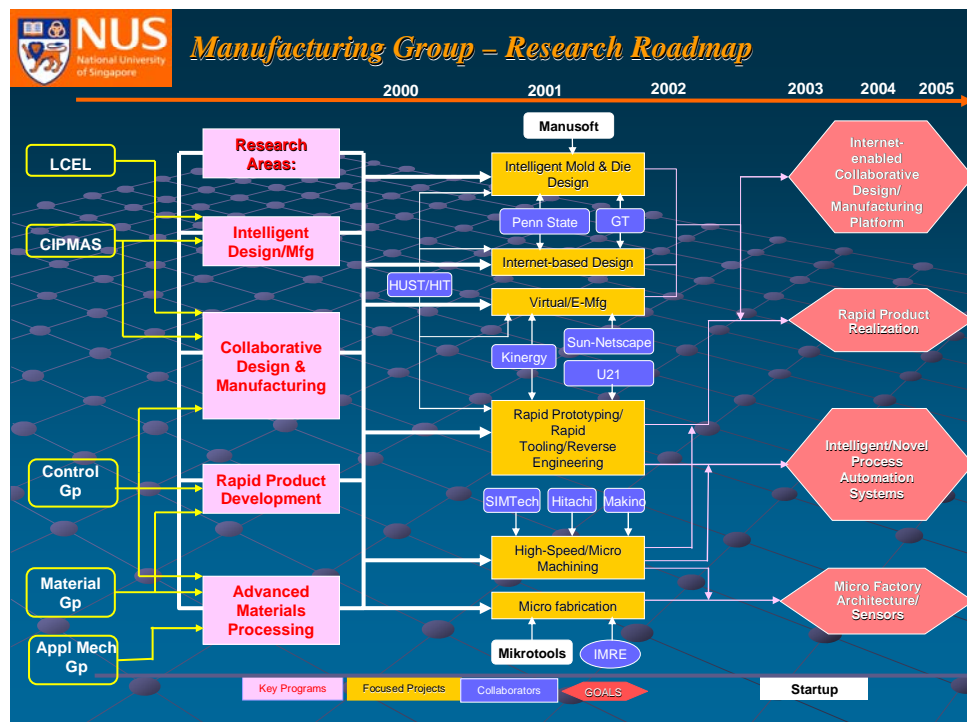 NUS
National University
of Singapore
Manufacturing Group – Research Roadmap
2000
2001
2002
2003
2004
2005
LCEL
CIPMAS
Control
Gp
Material
Gp
Appl Mech
Gp
Research
Areas:
Intelligent
Design/Mfg
Collaborative
Design &
Manufacturing
Rapid Product
Development
Advanced
Materials
Processing
HUST/HIT
Manusoft
Intelligent Mold & Die
Design
Penn State
GT
Internet-based Design
Virtual/E-Mfg
Sun-Netscape
Kinergy
U21
Rapid Prototyping/
Rapid
Tooling/Reverse
Engineering
SIMTech
Hitachi
Makino
High-Speed/Micro
Machining
Micro fabrication
Mikrotools
IMRE
Internet-
enabled
Collaborative
Design/
Manufacturing
Platform
Rapid Product
Realization
Intelligent/Novel
Process
Automation
Systems
Micro Factory
Architecture/
Sensors
Key Programs
Focused Projects
Collaborators
GOALS
Startup